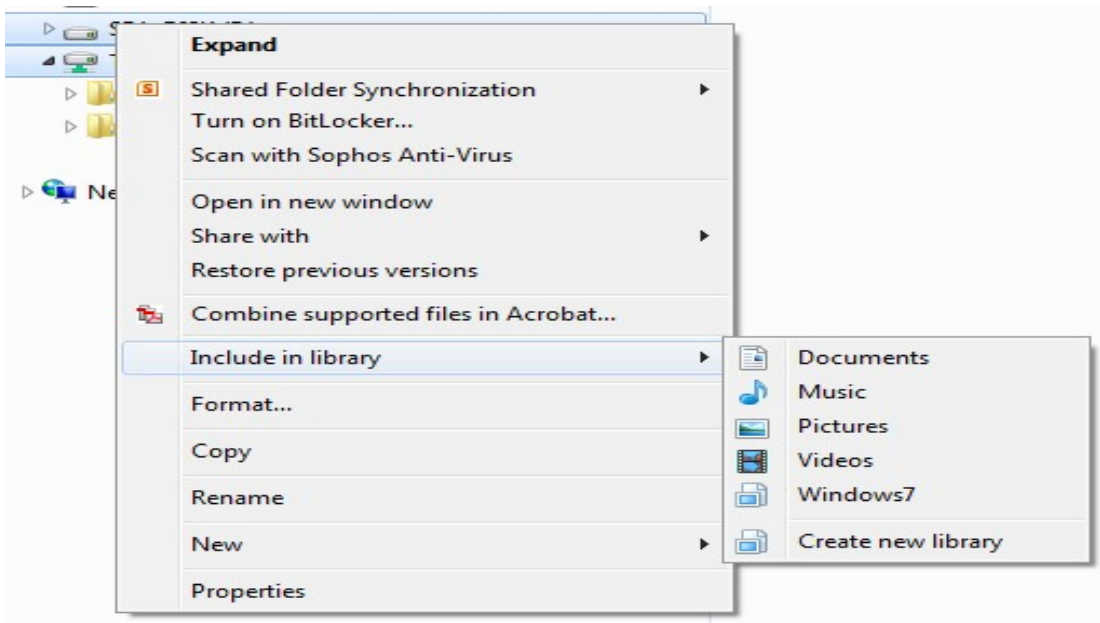 Expand
Shared Folder Synchronization
Turn on BitLocker...
Scan with Sophos Anti-Virus
Ne
Open in new window
Share with
Restore previous versions
Combine supported files in Acrobat...
Include in library
Format...
Copy
Rename
New
Properties
Documents
Music
Pictures
Videos
Windows7
Create new library